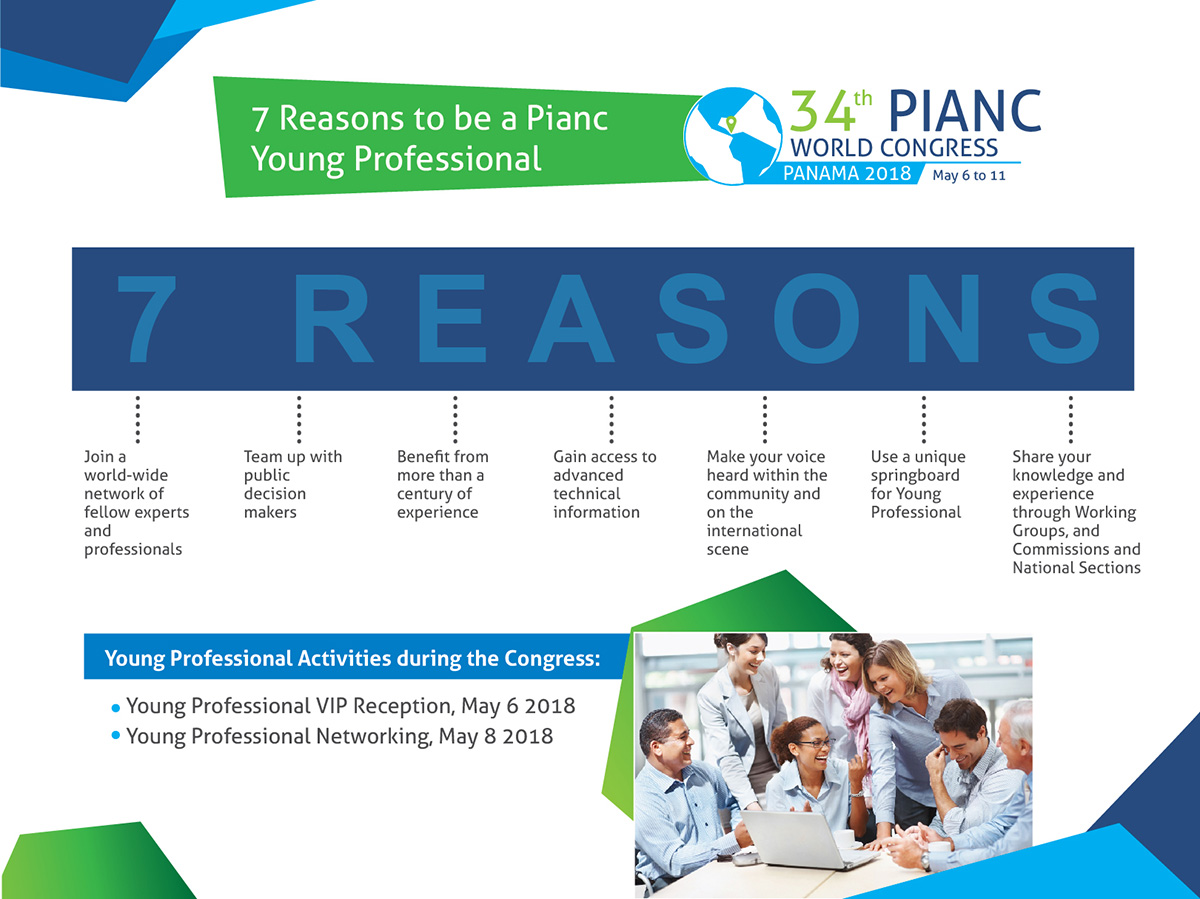 7 Reasons to be a Pianc
Young Professional
34th PIANC
WORLD CONGRESS
PANAMA 2018
May 6 to 11
7 REASONS
Join a
world-wide
network of
fellow experts
and
professionals
Team up with
public
decision
makers
Benefit from
more than a
century of
experience
Gain access to
advanced
technical
information
Make your voice
heard within the
community and
on the
international
scene
Use a unique
springboard
for Young
Professional
Share your
knowledge and
experience
through Working
Groups, and
Commissions and
National Sections
Young Professional Activities during the Congress:
• Young Professional VIP Reception, May 6 2018
• Young Professional Networking, May 8 2018